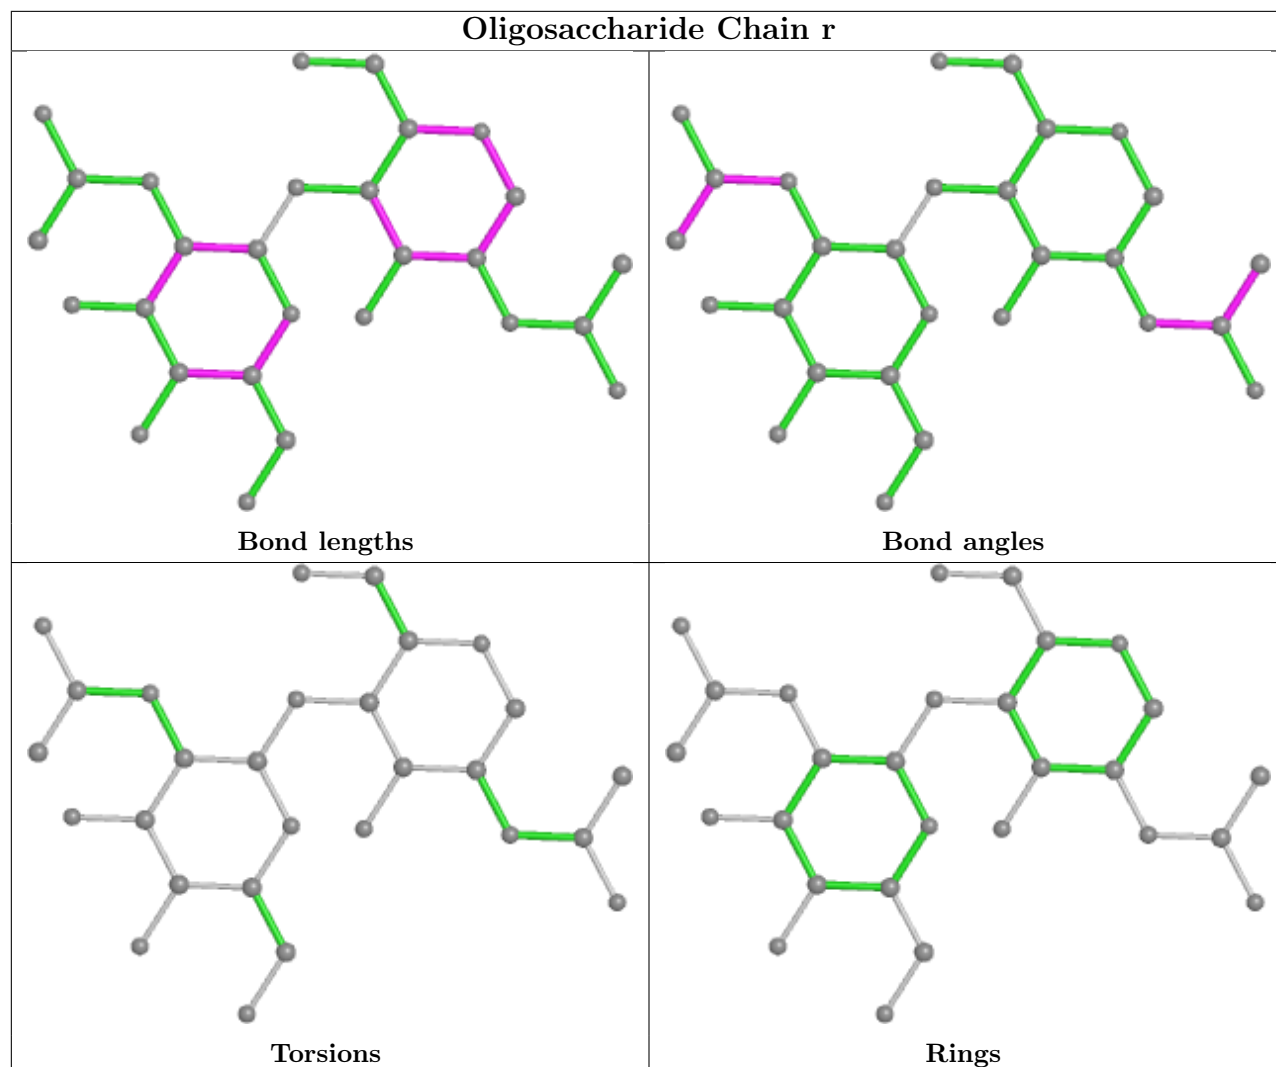 Oligosaccharide Chain r
Bond lengths
Bond angles
Torsions
Rings